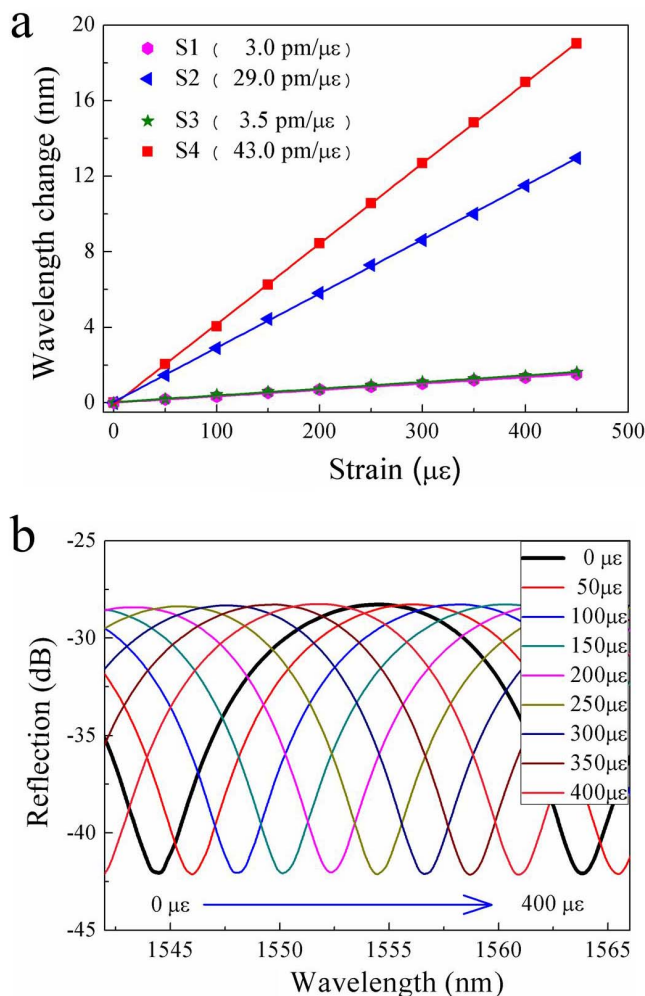 a
Wavelength change (nm)
20
16
12
8
4
0
S1 ( 3.0 pm/με)
S2 ( 29.0 pm/με)
S3 ( 3.5 pm/με)
S4 ( 43.0 pm/με)
0 100 200 300 400 500
Strain (με)
b
Reflection (dB)
-25
-30
-35
-40
-45
0 με
50με
100με
150με
200με
250με
300με
350με
400με
0 με 400 με
1545 1550 1555 1560 1565
Wavelength (nm)